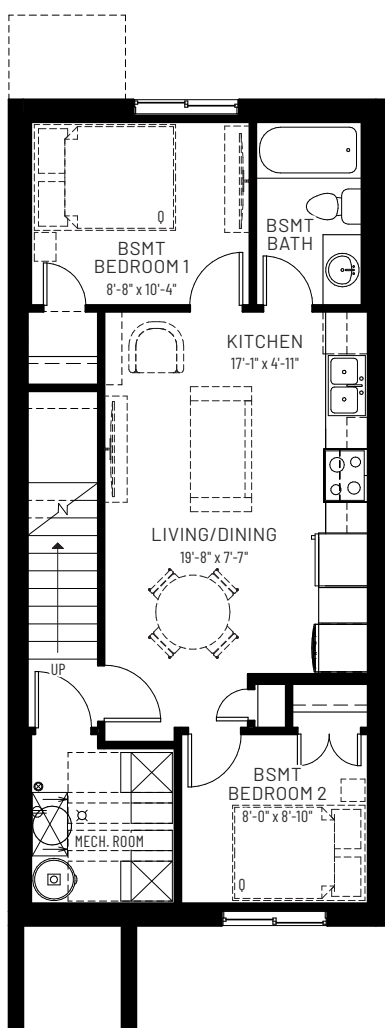 Q
BSMT
BEDROOM 1
8'-8" x 10'-4"
BSMT
BATH
KITCHEN
17'-1" x 4'-11"
LIVING/DINING
19'-8" x 7'-7"
UP
MECH. ROOM
BSMT
BEDROOM 2
8'-0" x 8'-10"
Q